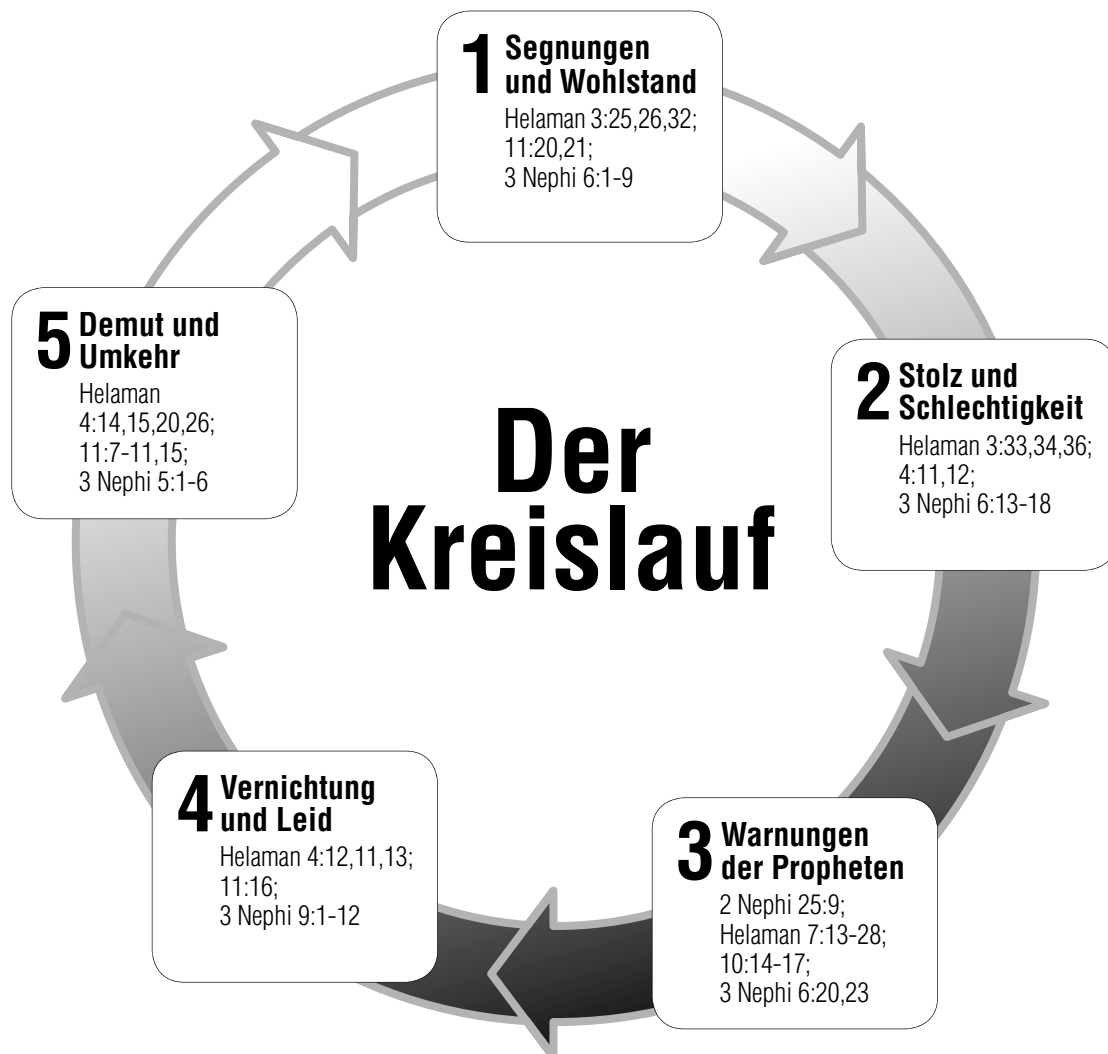 1 Segnungen
und Wohlstand
Helaman 3:25,26,32;
11:20,21;
3 Nephi 6:1-9
2 Stolz und
Schlechtigkeit
Helaman 3:33,34,36;
4:11,12;
3 Nephi 6:13-18
3 Warnungen
der Propheten
2 Nephi 25:9;
Helaman 7:13-28;
10:14-17;
3 Nephi 6:20,23
4 Vernichtung
und Leid
Helaman 4:12,11,13;
11:16;
3 Nephi 9:1-12
5 Demut und
Umkehr
Helaman
4:14,15,20,26;
11:7-11,15;
3 Nephi 5:1-6
Der
Kreislauf